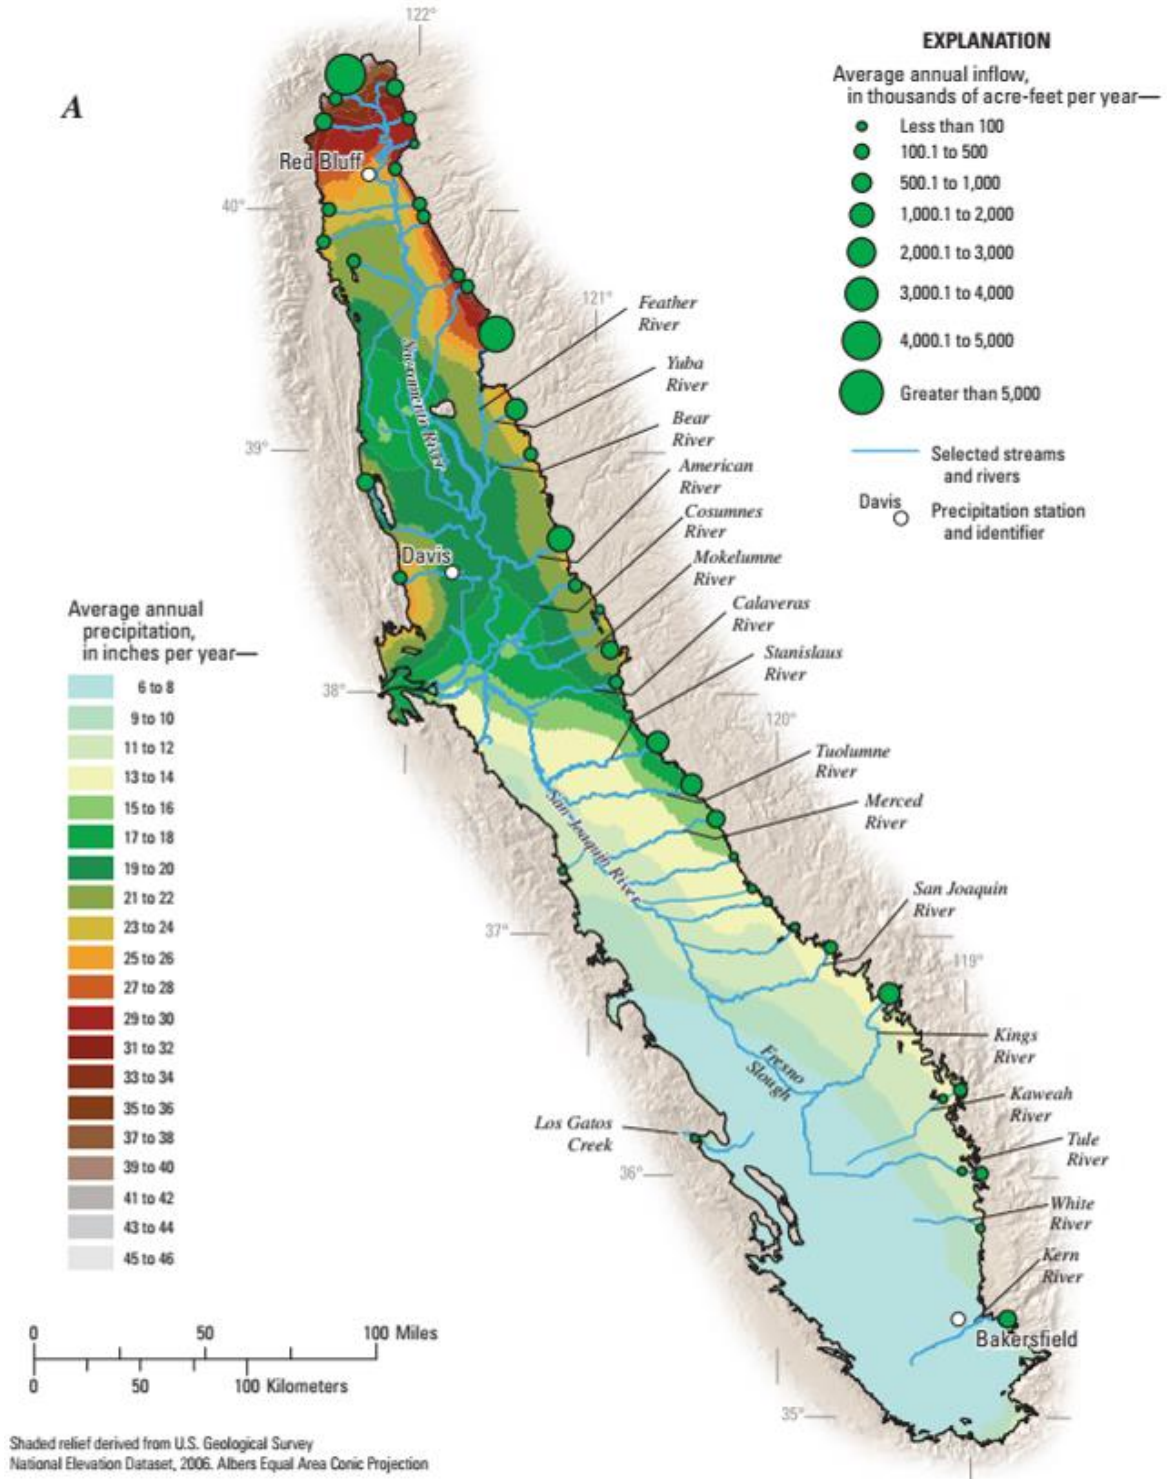 A
122°
EXPLANATION
Average annual inflow,
in thousands of acre-feet per year—
Less than 100
100.1 to 500
500.1 to 1,000
1,000.1 to 2,000
2,000.1 to 3,000
3,000.1 to 4,000
4,000.1 to 5,000
Greater than 5,000
Selected streams
and rivers
Davis
Precipitation station
and identifier
Red Bluff
40°
121°
Feather
River
Yuba
River
Bear
River
American
River
Cosumnes
River
Mokelumne
River
Calaveras
River
Stanislaus
River
Sacramento River
39°
Davis
38°
120°
Tuolumne
River
Merced
River
San Joaquin River
San Joaquin
River
37°
119°
Kings
River
Fresno
Slough
Kaweah
River
Los Gatos
Creek
Tule
River
36°
White
River
Kern
River
Bakersfield
35°
Average annual
precipitation,
in inches per year—
6 to 8
9 to 10
11 to 12
13 to 14
15 to 16
17 to 18
19 to 20
21 to 22
23 to 24
25 to 26
27 to 28
29 to 30
31 to 32
33 to 34
35 to 36
37 to 38
39 to 40
41 to 42
43 to 44
45 to 46
0 50 100 Miles
0 50 100 Kilometers
Shaded relief derived from U.S. Geological Survey
National Elevation Dataset, 2006. Albers Equal Area Conic Projection